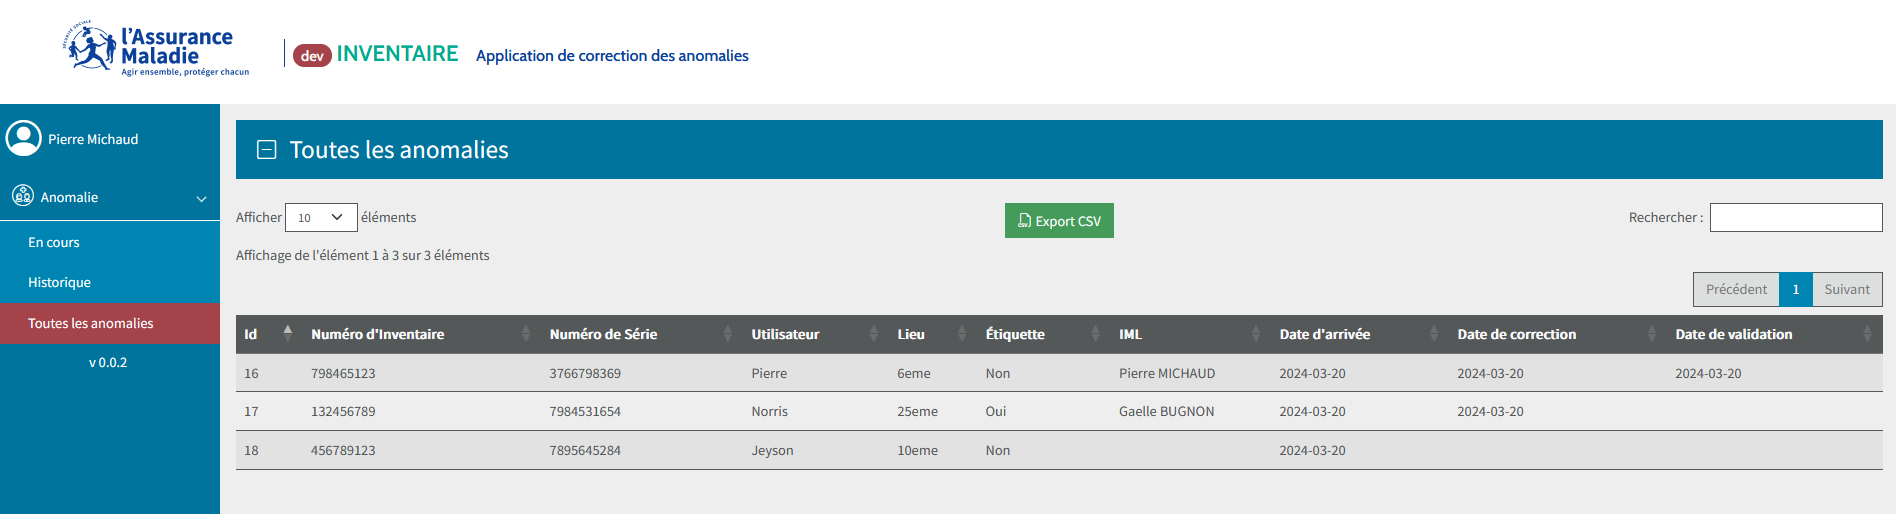 SÉCURITÉ SOCIALE
l'Assurance
Maladie
Agir ensemble, protéger chacun
dev INVENTAIRE Application de correction des anomalies
Pierre Michaud
Anomalie
En cours
Historique
Toutes les anomalies
v 0.0.2
Toutes les anomalies
Afficher 10 éléments
CSV Export CSV
Rechercher :
Affichage de l'élément 1 à 3 sur 3 éléments
Précédent 1 Suivant
Id Numéro d'Inventaire Numéro de Série Utilisateur Lieu Étiquette IML Date d'arrivée Date de correction Date de validation
16 798465123 3766798369 Pierre 6eme Non Pierre MICHAUD 2024-03-20 2024-03-20 2024-03-20
17 132456789 7984531654 Norris 25eme Oui Gaelle BUGNON 2024-03-20 2024-03-20
18 456789123 7895645284 Jeyson 10eme Non 2024-03-20